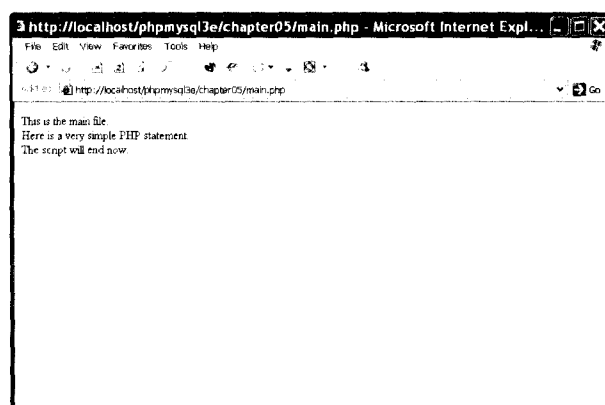 http://localhost/phpmysql3e/chapter05/main.php - Microsoft Internet Expl...
File Edit View Favorites Tools Help
http://localhost/phpmysql3e/chapter05/main.php Go
This is the main file.
Here is a very simple PHP statement.
The script will end now.